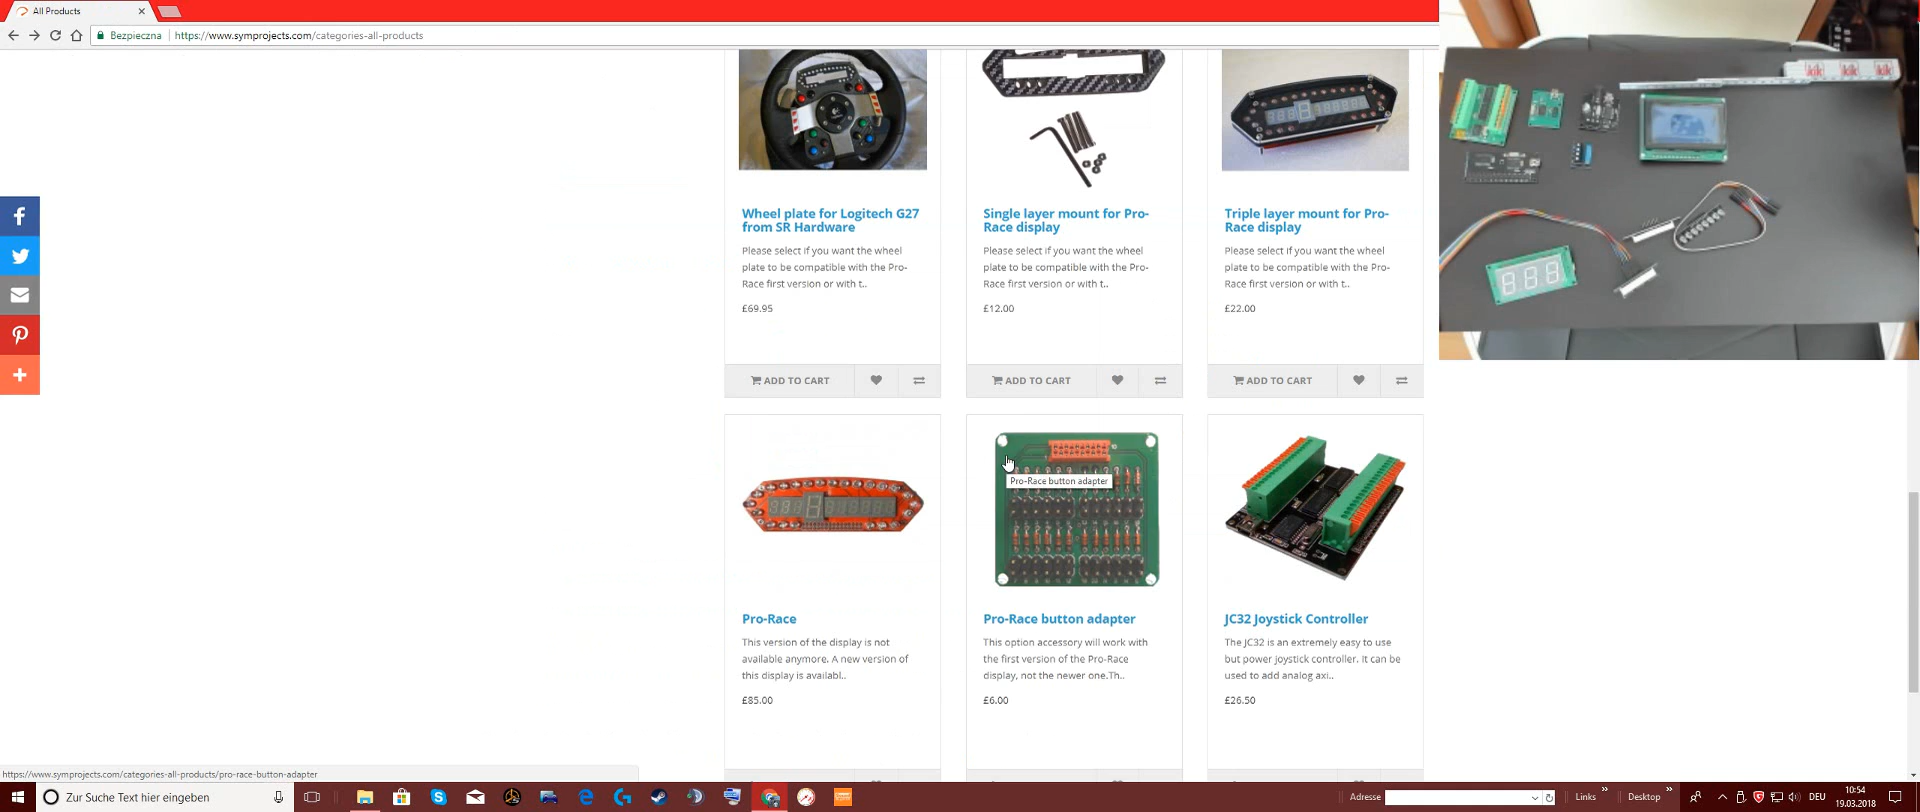 All Products
Bezpieczna
https://www.symprojects.com/categories-all-products
kik kik kik
Wheel plate for Logitech G27
from SR Hardware
Please select if you want the wheel
plate to be compatible with the Pro-
Race first version or with t..
£69.95
ADD TO CART
Single layer mount for Pro-
Race display
Please select if you want the wheel
plate to be compatible with the Pro-
Race first version or with t..
£12.00
ADD TO CART
Triple layer mount for Pro-
Race display
Please select if you want the wheel
plate to be compatible with the Pro-
Race first version or with t..
£22.00
ADD TO CART
Pro-Race button adapter
Pro-Race
This version of the display is not
available anymore. A new version of
this display is availabl..
£85.00
Pro-Race button adapter
This option accessory will work with
the first version of the Pro-Race
display, not the newer one.Th..
£6.00
JC32 Joystick Controller
The JC32 is an extremely easy to use
but power joystick controller. It can be
used to add analog axi..
£26.50
https://www.symprojects.com/categories-all-products/pro-race-button-adapter
Zur Suche Text hier eingeben
Adresse
Links
Desktop
DEU
10:54
19.03.2018